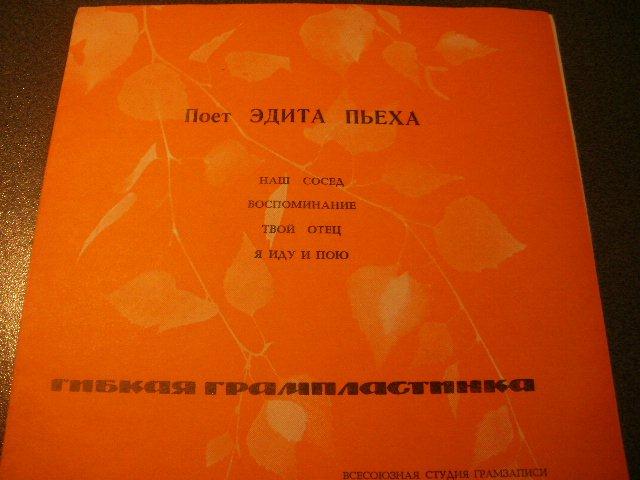 Поет ЭДИТА ПЬЕХА
НАШ СОСЕД
ВОСПОМИНАНИЕ
ТВОЙ ОТЕЦ
Я ИДУ И ПОЮ
ГИБКАЯ ГРАМПЛАСТИНКА
ВСЕСОЮЗНАЯ СТУДИЯ ГРАМЗАПИСИ